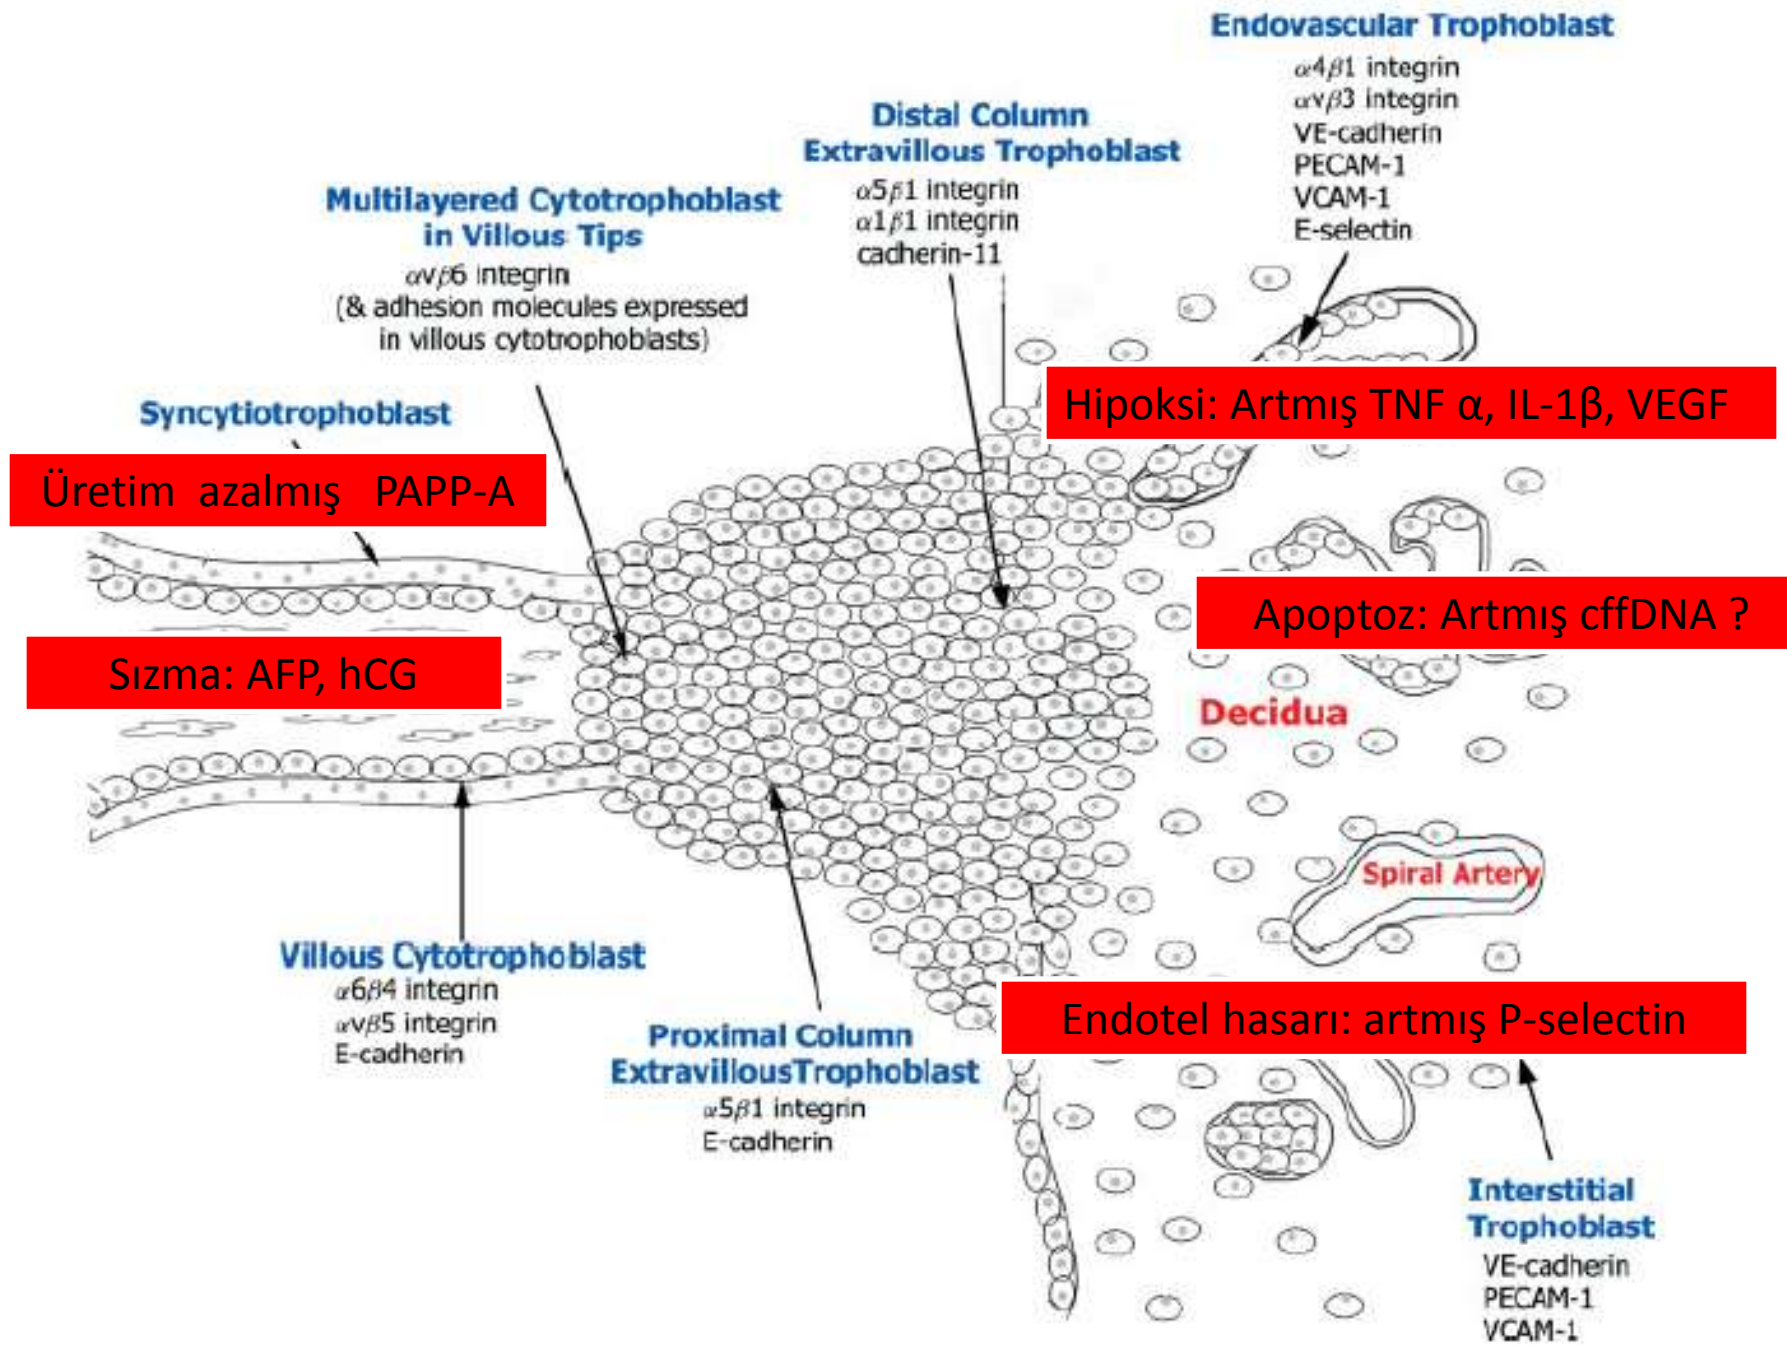 Endovascular Trophoblast
α4β1 integrin
αvβ3 integrin
VE-cadherin
PECAM-1
VCAM-1
E-selectin
Distal Column
Extravillous Trophoblast
α5β1 integrin
α1β1 integrin
cadherin-11
Multilayered Cytotrophoblast
in Villous Tips
αvβ6 integrin
(& adhesion molecules expressed
in villous cytotrophoblasts)
Syncytiotrophoblast
Hipoksi: Artmış TNF α, IL-1β, VEGF
Üretim azalmış PAPP-A
Apoptoz: Artmış cffDNA ?
Sızma: AFP, hCG
Decidua
Spiral Artery
Villous Cytotrophoblast
α6β4 integrin
αvβ5 integrin
E-cadherin
Endotel hasarı: artmış P-selectin
Proximal Column
ExtravillousTrophoblast
α5β1 integrin
E-cadherin
Interstitial
Trophoblast
VE-cadherin
PECAM-1
VCAM-1